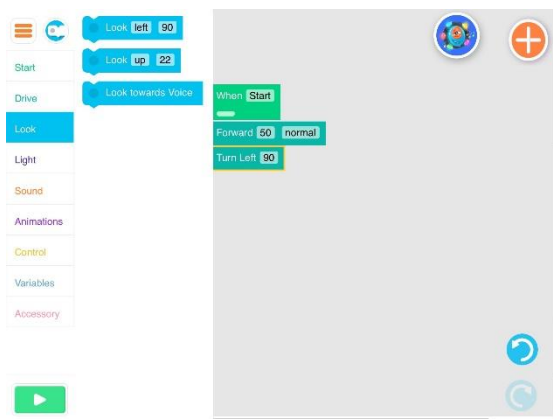 Look left 90
Start
Look up 22
Drive
Look towards Voice
When Start
Look
Forward 50 normal
Light
Turn Left 90
Sound
Animations
Control
Variables
Accessory